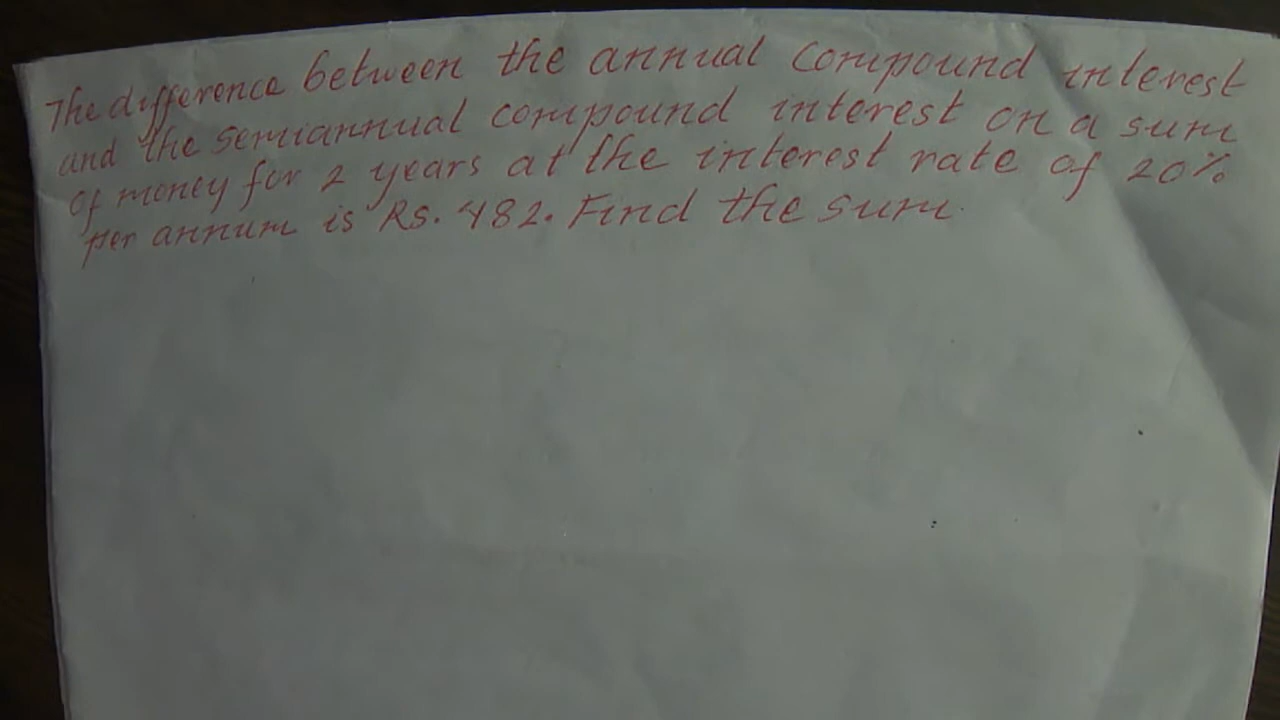 The difference between the annual compound interest
and the semiannual compound interest on a sum
of money for 2 years at the interest rate of 20%
per annum is Rs. 482. Find the sum.